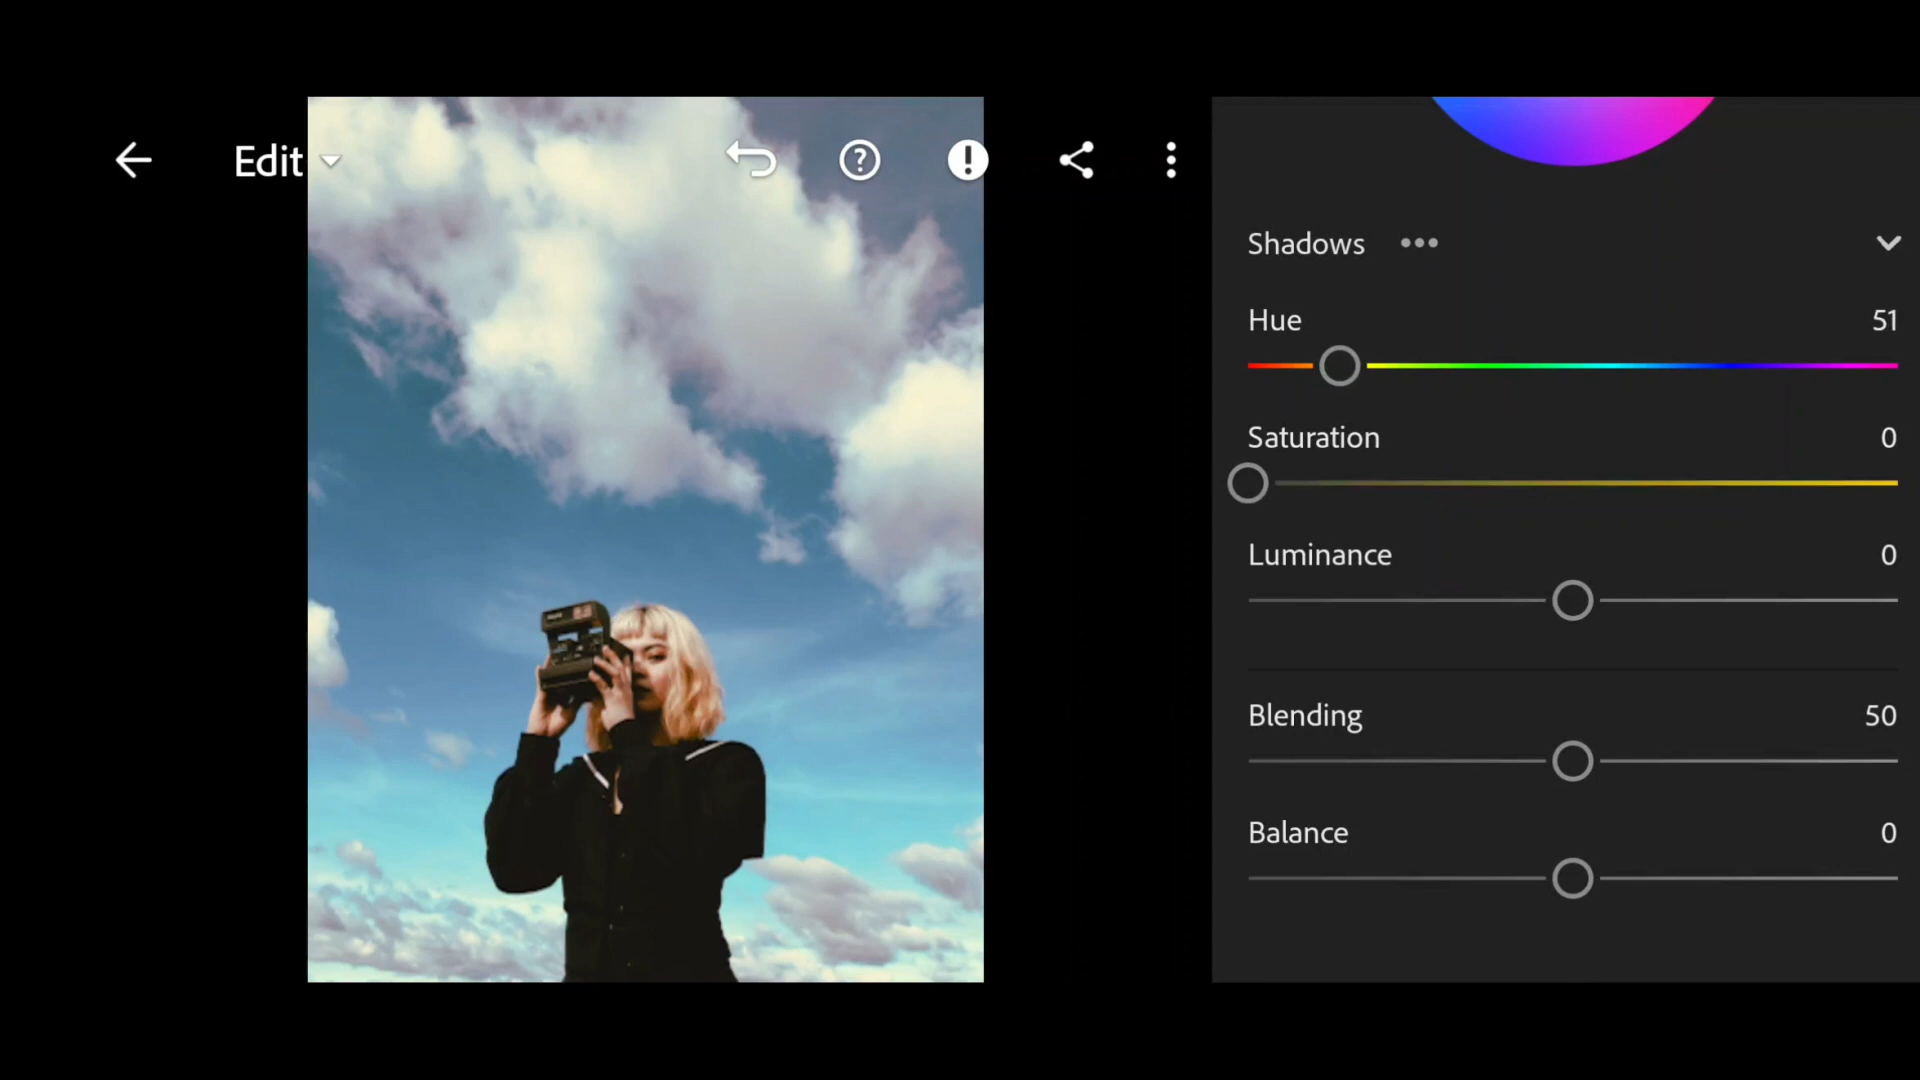 Edit
Shadows
Hue 51
Saturation 0
Luminance 0
Blending 50
Balance 0